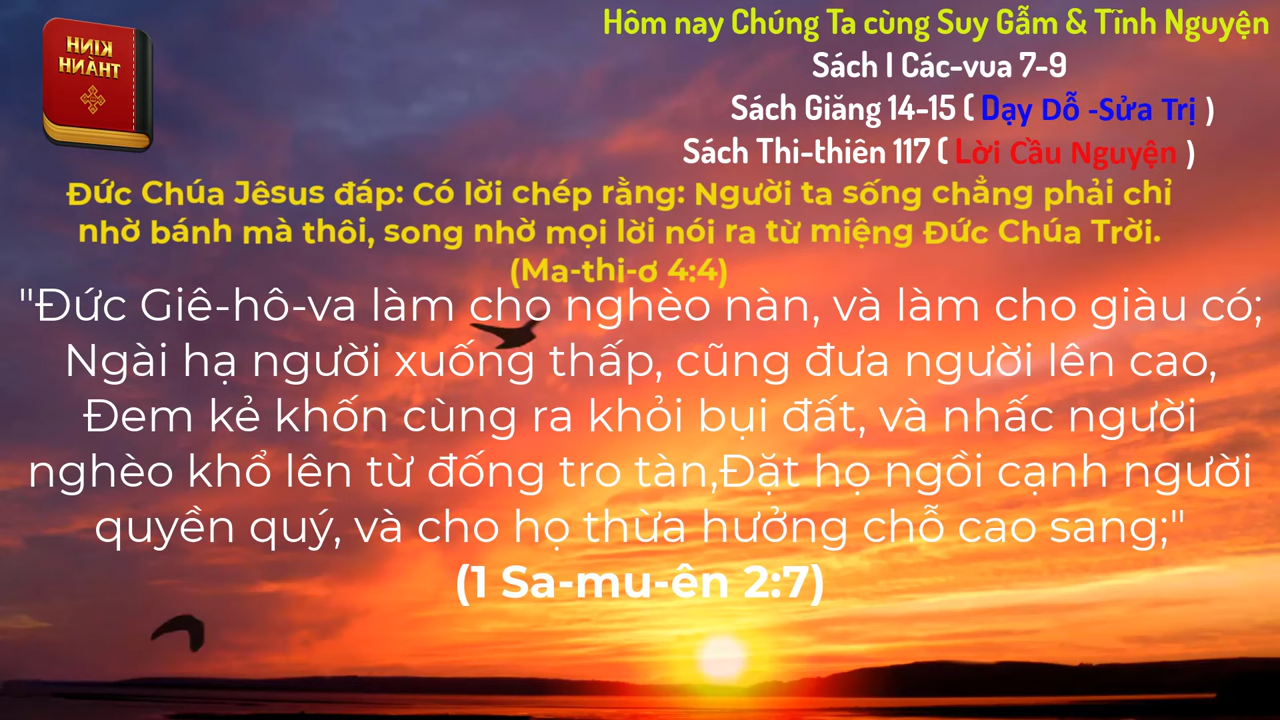 KINH
THÁNH
Hôm nay Chúng Ta cùng Suy Gẫm & Tĩnh Nguyện
Sách I Các-vua 7-9
Sách Giăng 14-15 ( Dạy Dỗ -Sửa Trị )
Sách Thi-thiên 117 ( Lời Cầu Nguyện )
Đức Chúa Jêsus đáp: Có lời chép rằng: Người ta sống chẳng phải chỉ
nhờ bánh mà thôi, song nhờ mọi lời nói ra từ miệng Đức Chúa Trời.
(Ma-thi-ơ 4:4)
"Đức Giê-hô-va làm cho nghèo nàn, và làm cho giàu có;
Ngài hạ người xuống thấp, cũng đưa người lên cao,
Đem kẻ khốn cùng ra khỏi bụi đất, và nhấc người
nghèo khổ lên từ đống tro tàn,Đặt họ ngồi cạnh người
quyền quý, và cho họ thừa hưởng chỗ cao sang;"
(1 Sa-mu-ên 2:7)